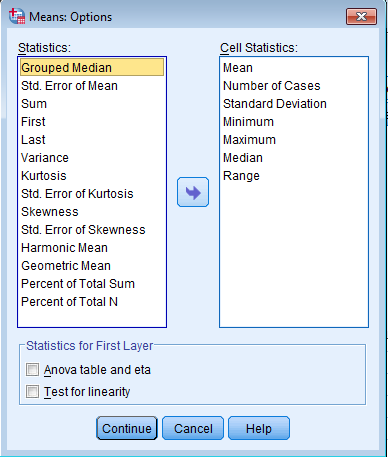 Means: Options
Statistics:
Grouped Median
Std. Error of Mean
Sum
First
Last
Variance
Kurtosis
Std. Error of Kurtosis
Skewness
Std. Error of Skewness
Harmonic Mean
Geometric Mean
Percent of Total Sum
Percent of Total N
Cell Statistics:
Mean
Number of Cases
Standard Deviation
Minimum
Maximum
Median
Range
Statistics for First Layer
Anova table and eta
Test for linearity
Continue Cancel Help